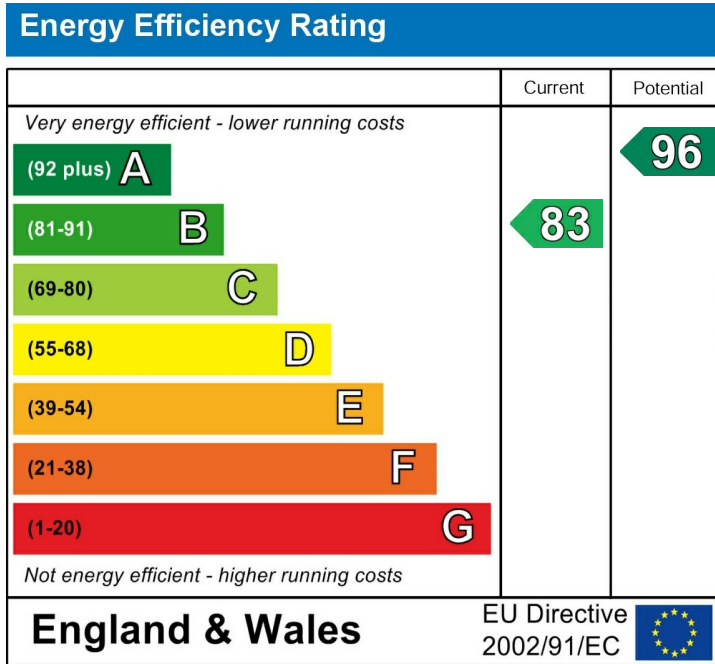 Energy Efficiency Rating
Current Potential
Very energy efficient - lower running costs
(92 plus) A
96
(81-91) B
83
(69-80) C
(55-68) D
(39-54) E
(21-38) F
(1-20) G
Not energy efficient - higher running costs
England & Wales
EU Directive
2002/91/EC